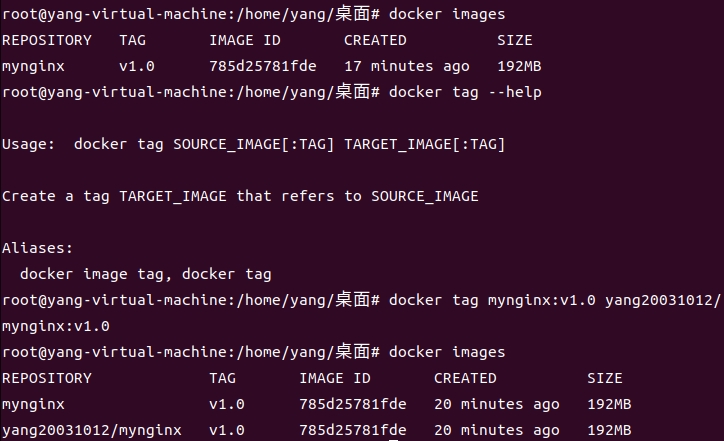 root@yang-virtual-machine:/home/yang/桌面# docker images
REPOSITORY   TAG       IMAGE ID       CREATED          SIZE
mynginx      v1.0      785d25781fde   17 minutes ago   192MB
root@yang-virtual-machine:/home/yang/桌面# docker tag --help
Usage:  docker tag SOURCE_IMAGE[:TAG] TARGET_IMAGE[:TAG]
Create a tag TARGET_IMAGE that refers to SOURCE_IMAGE
Aliases:
  docker image tag, docker tag
root@yang-virtual-machine:/home/yang/桌面# docker tag mynginx:v1.0 yang20031012/
mynginx:v1.0
root@yang-virtual-machine:/home/yang/桌面# docker images
REPOSITORY             TAG       IMAGE ID       CREATED          SIZE
mynginx                v1.0      785d25781fde   20 minutes ago   192MB
yang20031012/mynginx   v1.0      785d25781fde   20 minutes ago   192MB